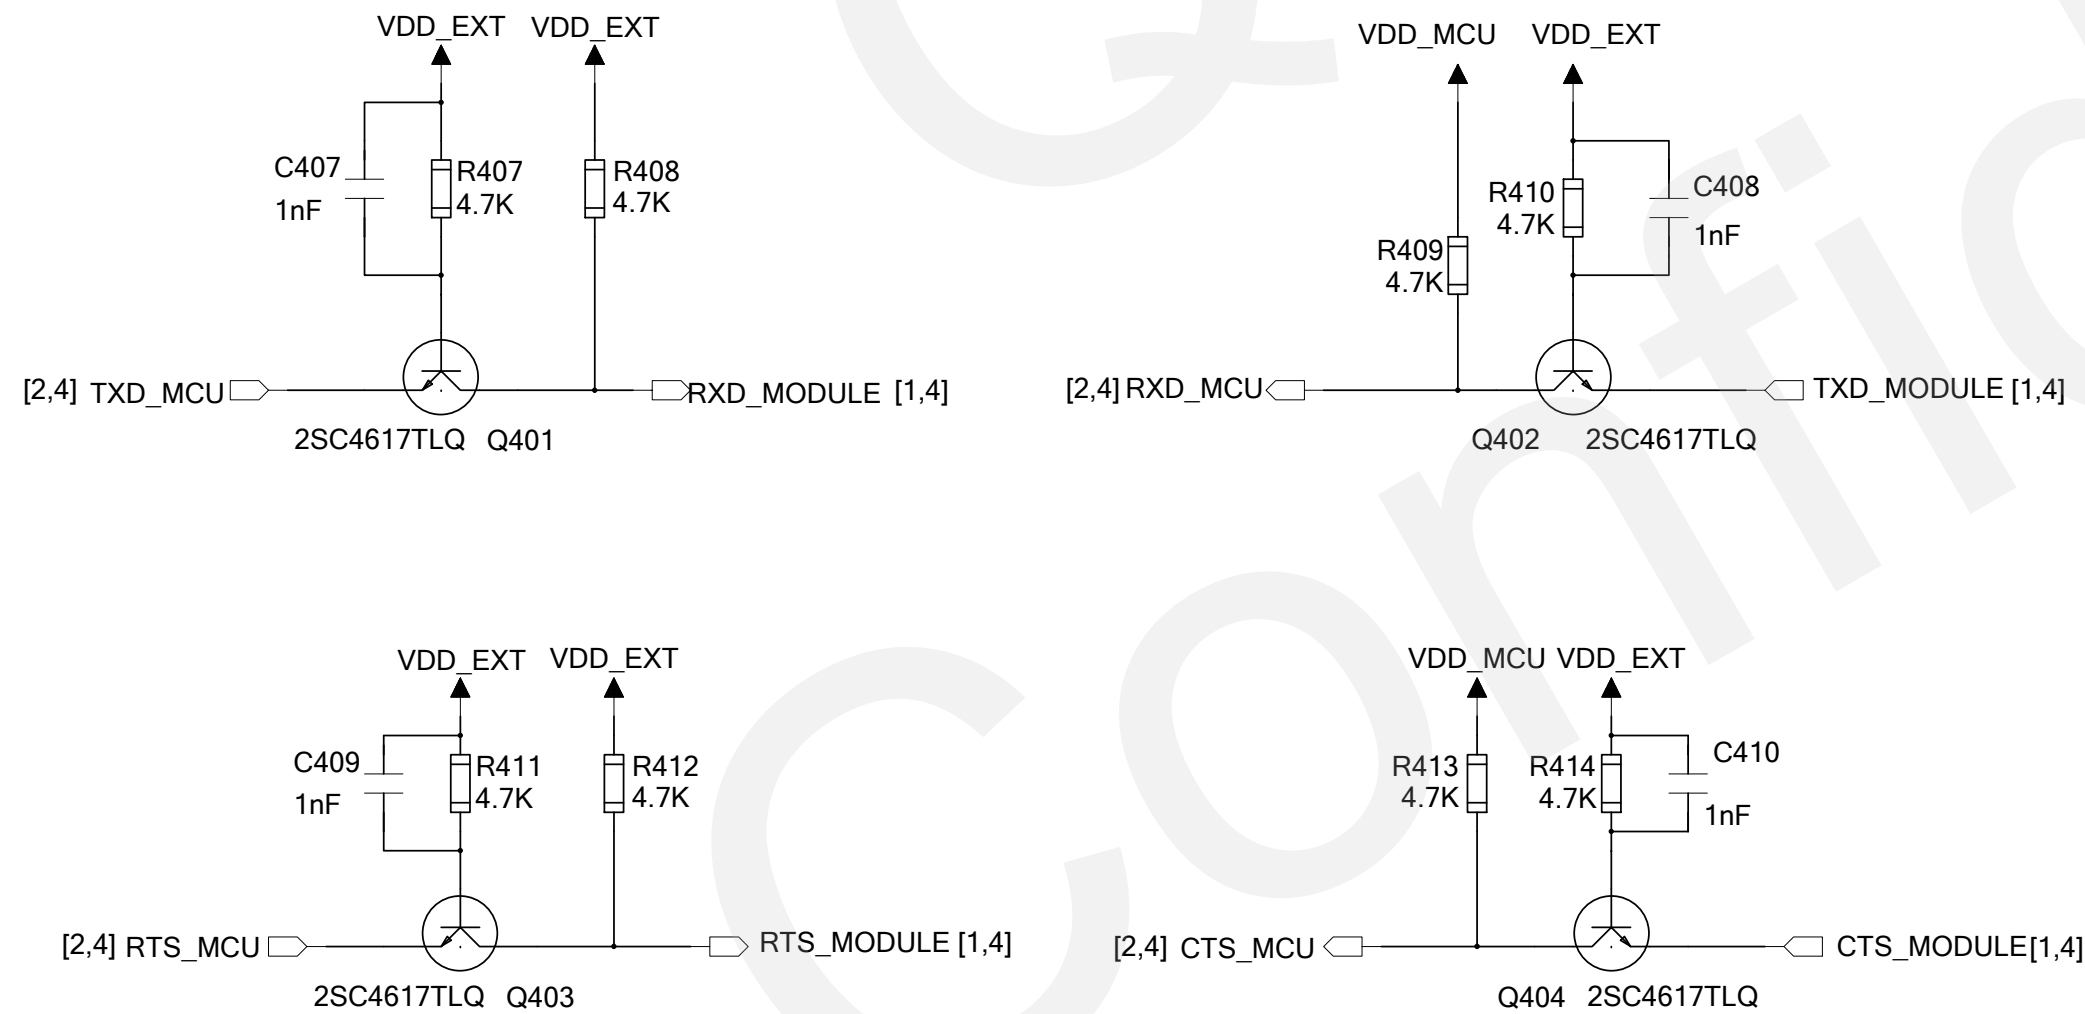 VDD_EXT VDD_EXT
C407
1nF
R407
4.7K
R408
4.7K
[2,4] TXD_MCU
RXD_MODULE [1,4]
2SC4617TLQ Q401
VDD_MCU VDD_EXT
R409
4.7K
R410
4.7K
C408
1nF
[2,4] RXD_MCU
TXD_MODULE [1,4]
Q402 2SC4617TLQ
VDD_EXT VDD_EXT
C409
1nF
R411
4.7K
R412
4.7K
[2,4] RTS_MCU
RTS_MODULE [1,4]
2SC4617TLQ Q403
VDD_MCU VDD_EXT
R413
4.7K
R414
4.7K
C410
1nF
[2,4] CTS_MCU
CTS_MODULE [1,4]
Q404 2SC4617TLQ